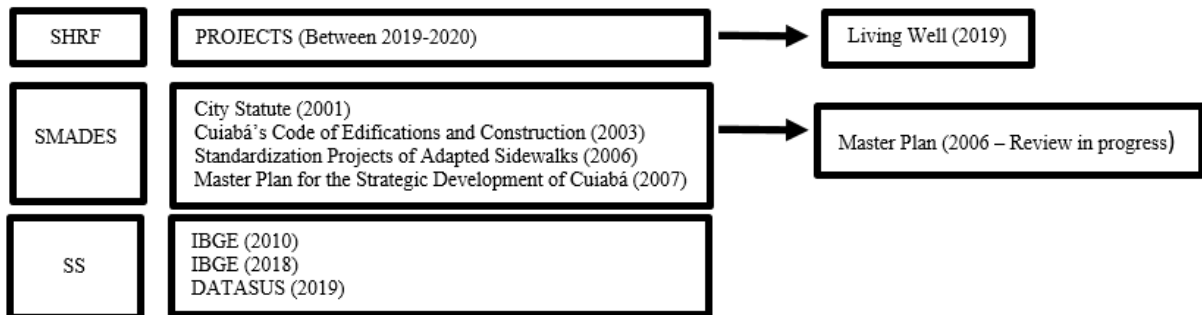 SHRF
PROJECTS (Between 2019-2020)
Living Well (2019)
SMADES
City Statute (2001)
Cuiabá’s Code of Edifications and Construction (2003)
Standardization Projects of Adapted Sidewalks (2006)
Master Plan for the Strategic Development of Cuiabá (2007)
Master Plan (2006 – Review in progress)
SS
IBGE (2010)
IBGE (2018)
DATASUS (2019)